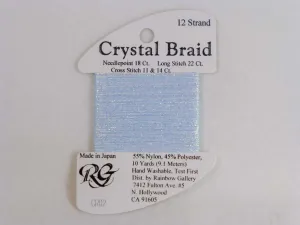 12 Strand
Crystal Braid
Needlepoint 18 Ct. Long Stitch 22 Ct.
Cross Stitch 11 & 14 Ct.
Made in Japan
RG
55% Nylon, 45% Polyester,
10 Yards (9.1 Meters)
Hand Washable, Test First
Dist. by Rainbow Gallery
7412 Fulton Ave. #5
N. Hollywood
CA 91605